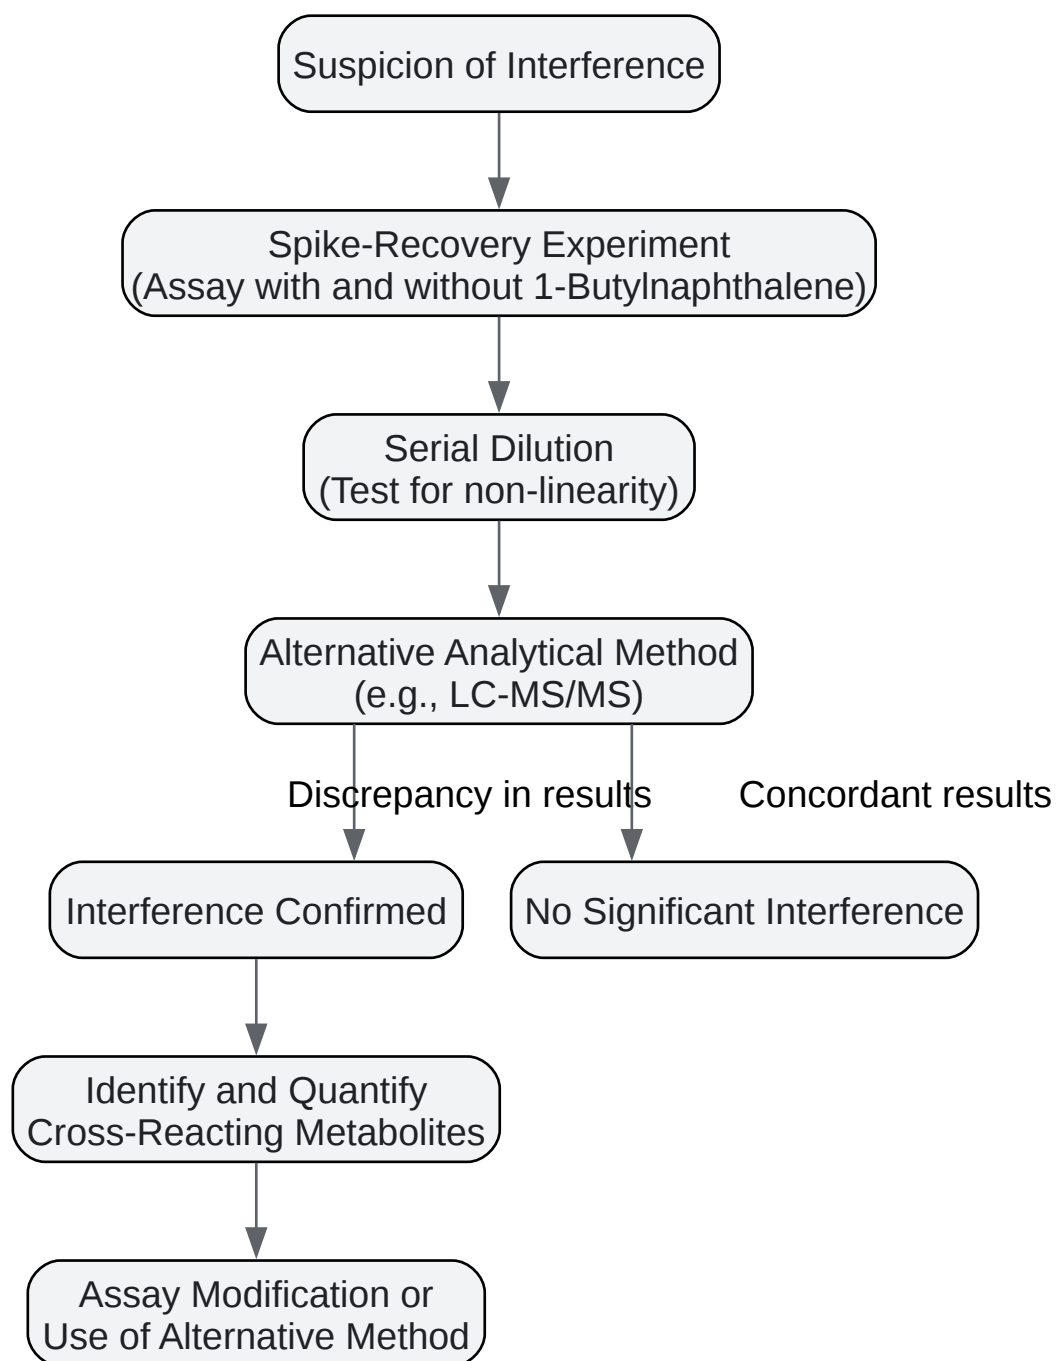 Suspicion of Interference
Spike-Recovery Experiment
(Assay with and without 1-Butylnaphthalene)
Serial Dilution
(Test for non-linearity)
Alternative Analytical Method
(e.g., LC-MS/MS)
Discrepancy in results
Concordant results
Interference Confirmed
No Significant Interference
Identify and Quantify
Cross-Reacting Metabolites
Assay Modification or
Use of Alternative Method